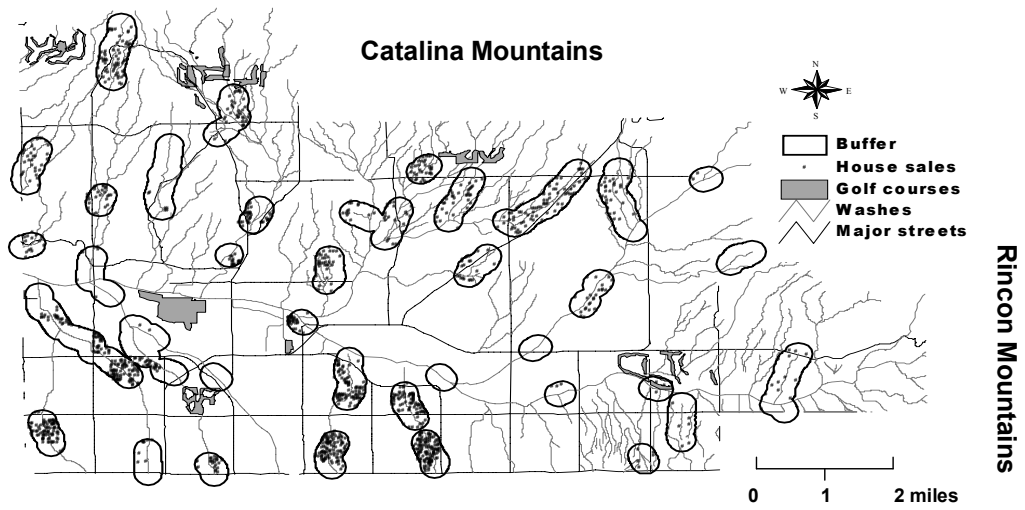 Catalina Mountains
N
W E
S
Buffer
House sales
Golf courses
Washes
Major streets
Rincon Mountains
0 1 2 miles